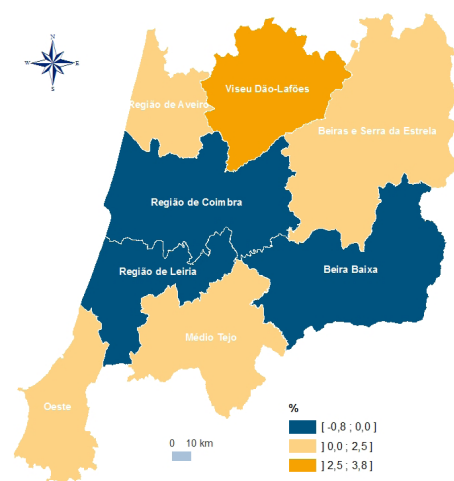 N
W E
S
Viseu Dão-Lafões
Região de Aveiro
Beiras e Serra da Estrela
Região de Coimbra
Região de Leiria
Beira Baixa
Médio Tejo
Oeste
%
[ -0,8 ; 0,0 ]
] 0,0 ; 2,5 ]
] 2,5 ; 3,8 ]
0 10 km